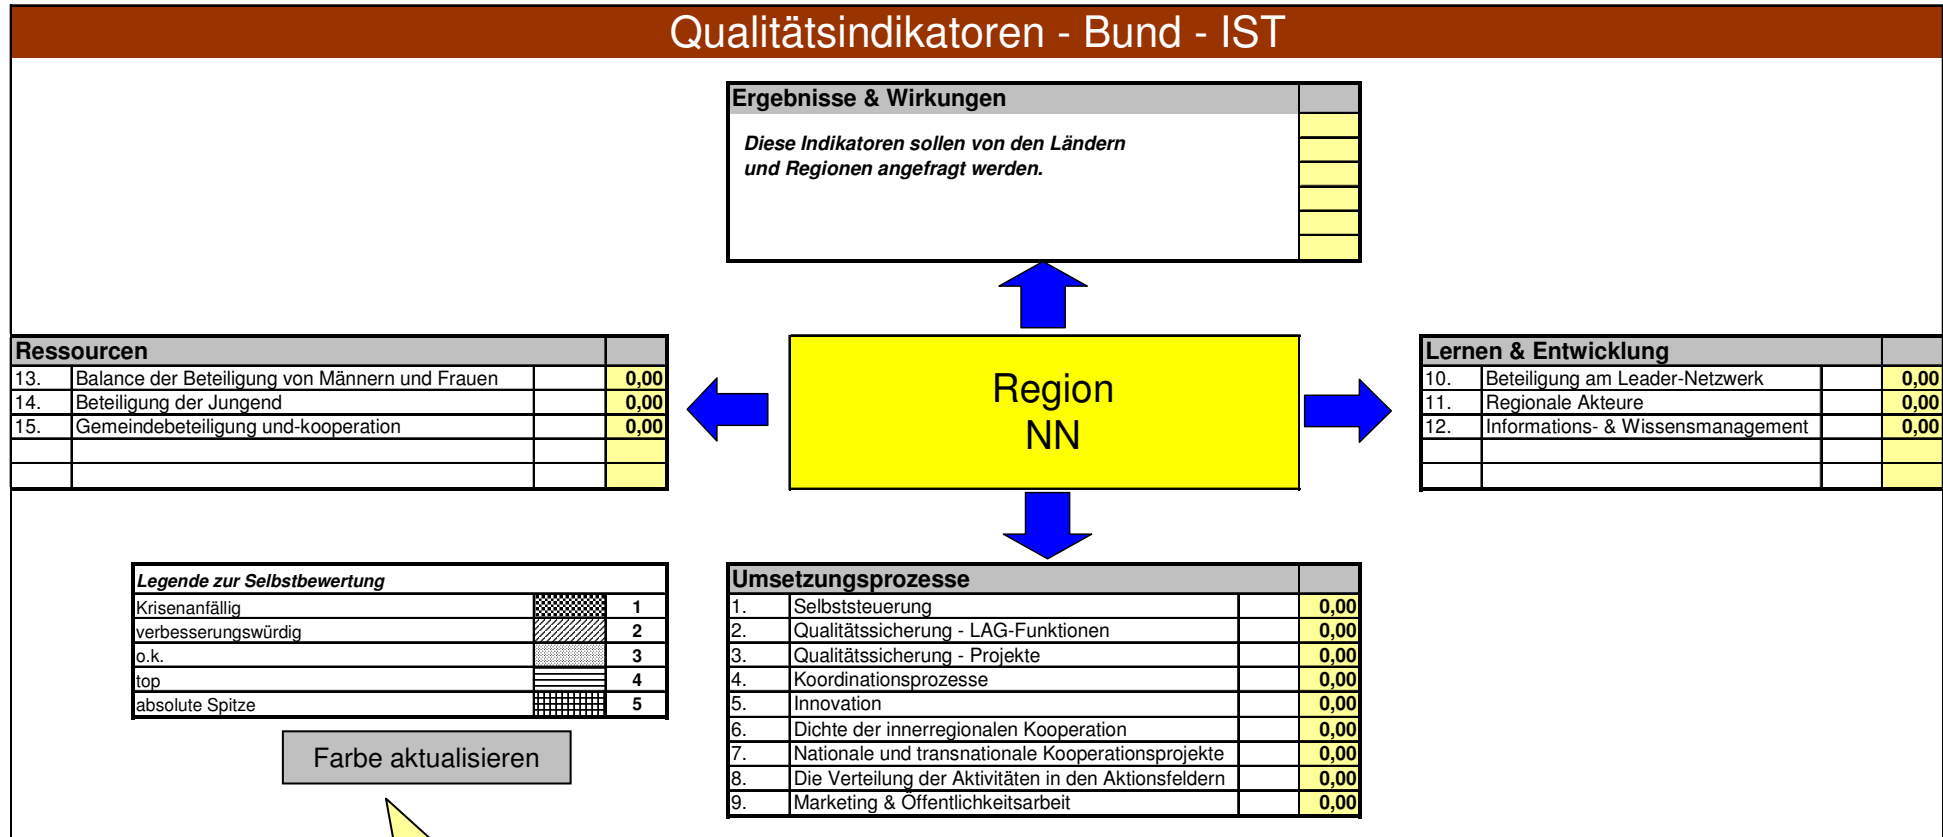 Qualitätsindikatoren - Bund - IST
Ergebnisse & Wirkungen
Diese Indikatoren sollen von den Ländern
und Regionen angefragt werden.
Ressourcen
13. Balance der Beteiligung von Männern und Frauen 0,00
14. Beteiligung der Jungend 0,00
15. Gemeindebeteiligung und-kooperation 0,00
Region
NN
Lernen & Entwicklung
10. Beteiligung am Leader-Netzwerk 0,00
11. Regionale Akteure 0,00
12. Informations- & Wissensmanagement 0,00
Legende zur Selbstbewertung
Krisenanfällig 1
verbesserungswürdig 2
o.k. 3
top 4
absolute Spitze 5
Farbe aktualisieren
Umsetzungsprozesse
1. Selbststeuerung 0,00
2. Qualitätssicherung - LAG-Funktionen 0,00
3. Qualitätssicherung - Projekte 0,00
4. Koordinationsprozesse 0,00
5. Innovation 0,00
6. Dichte der innerregionalen Kooperation 0,00
7. Nationale und transnationale Kooperationsprojekte 0,00
8. Die Verteilung der Aktivitäten in den Aktionsfeldern 0,00
9. Marketing & Öffentlichkeitsarbeit 0,00